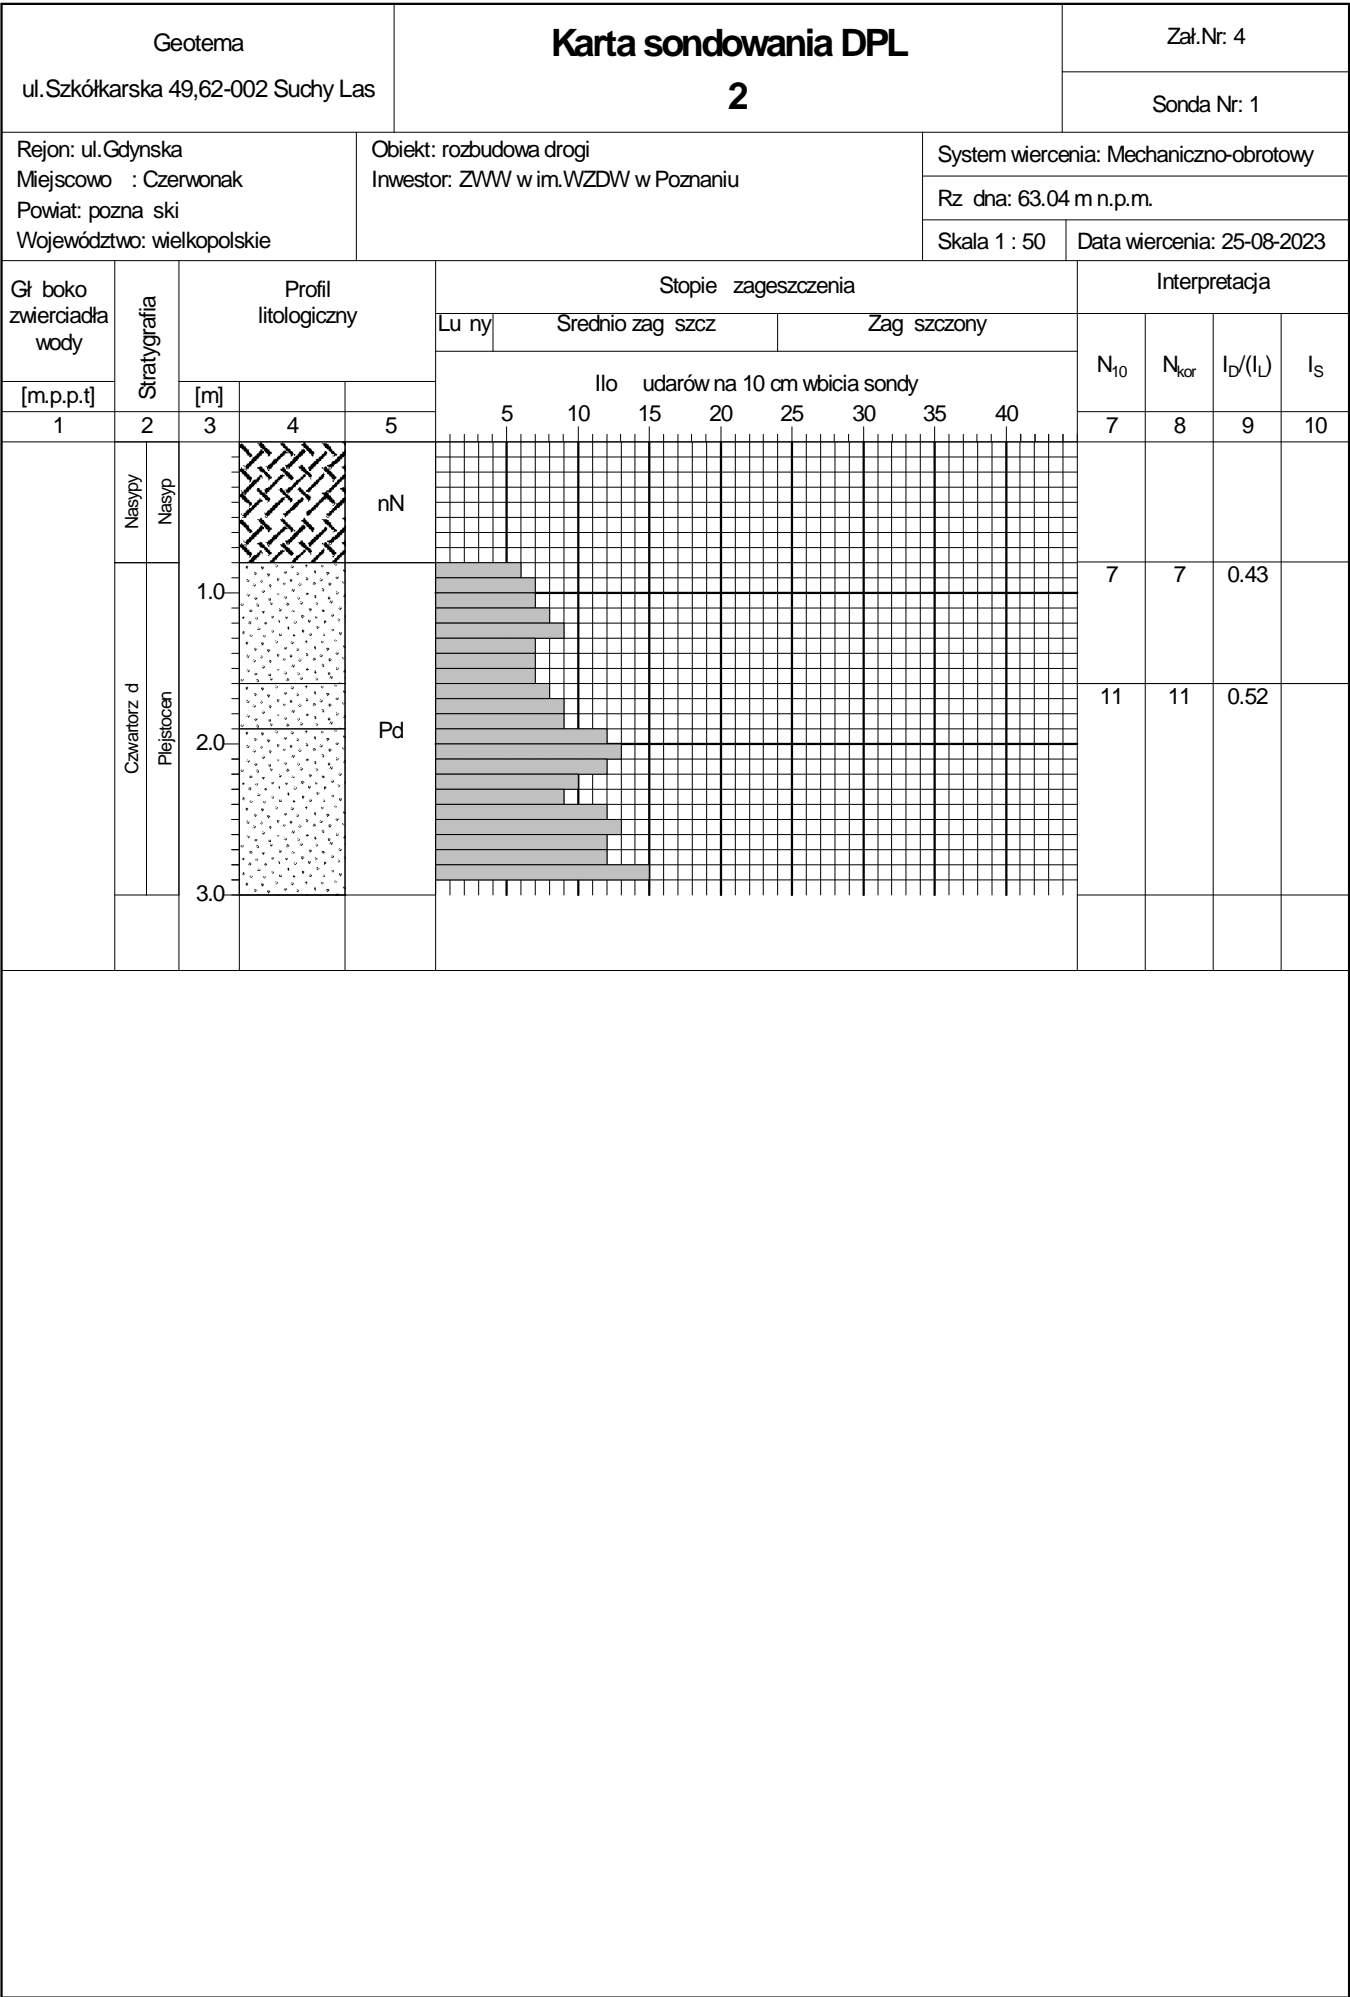 Geotema
ul.Szkółkarska 49,62-002 Suchy Las
Karta sondowania DPL
2
Zał.Nr: 4
Sonda Nr: 1
Rejon: ul.Gdynska
Miejscowo : Czerwonak
Powiat: pozna ski
Województwo: wielkopolskie
Obiekt: rozbudowa drogi
Inwestor: ZWW w im.WZDW w Poznaniu
System wiercenia: Mechaniczno-obrotowy
Rz dna: 63.04 m n.p.m.
Skala 1 : 50
Data wiercenia: 25-08-2023
Gł boko
zwierciadła
wody
[m.p.p.t]
Stratygrafia
Profil
litologiczny
[m]
Stopie zageszczenia
Lu ny
Srednio zag szcz
Zag szczony
Ilo udarów na 10 cm wbicia sondy
5 10 15 20 25 30 35 40
Interpretacja
N10 Nkor ID/(IL) IS
1 2 3 4 5 7 8 9 10
Nasypy
Nasyp
nN
1.0
7 7 0.43
Czwartorz d
Plejstocen
Pd
11 11 0.52
2.0
3.0